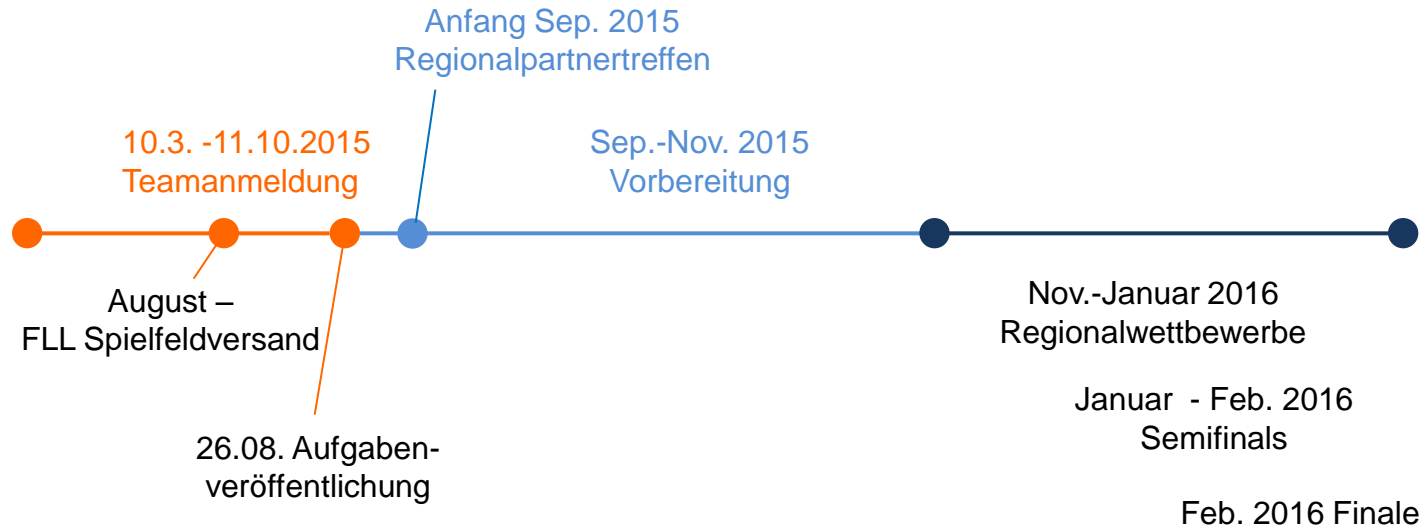 Anfang Sep. 2015
Regionalpartnertreffen
10.3. -11.10.2015
Teamanmeldung
Sep.-Nov. 2015
Vorbereitung
August –
FLL Spielfeldversand
Nov.-Januar 2016
Regionalwettbewerbe
Januar - Feb. 2016
Semifinals
26.08. Aufgaben-
veröffentlichung
Feb. 2016 Finale